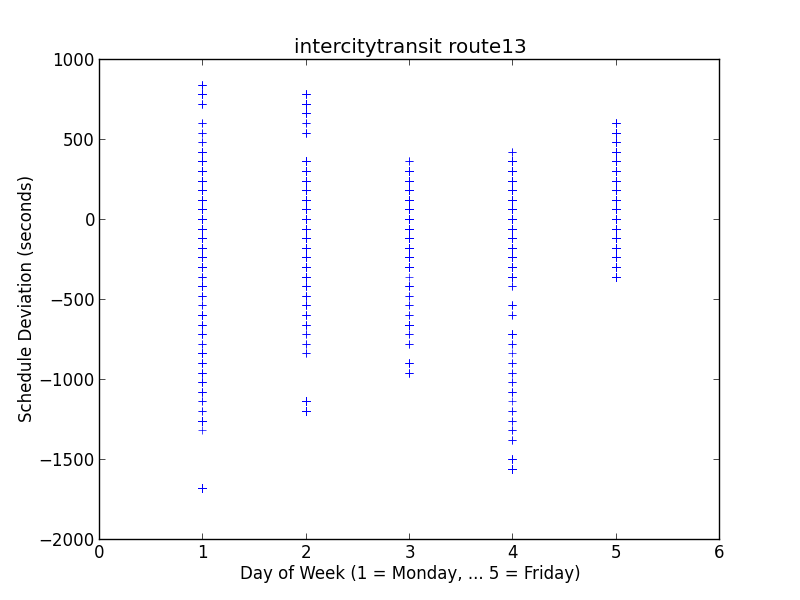 intercitytransit route13
1000
500
0
−500
−1000
−1500
−2000
Schedule Deviation (seconds)
0 1 2 3 4 5 6
Day of Week (1 = Monday, ... 5 = Friday)